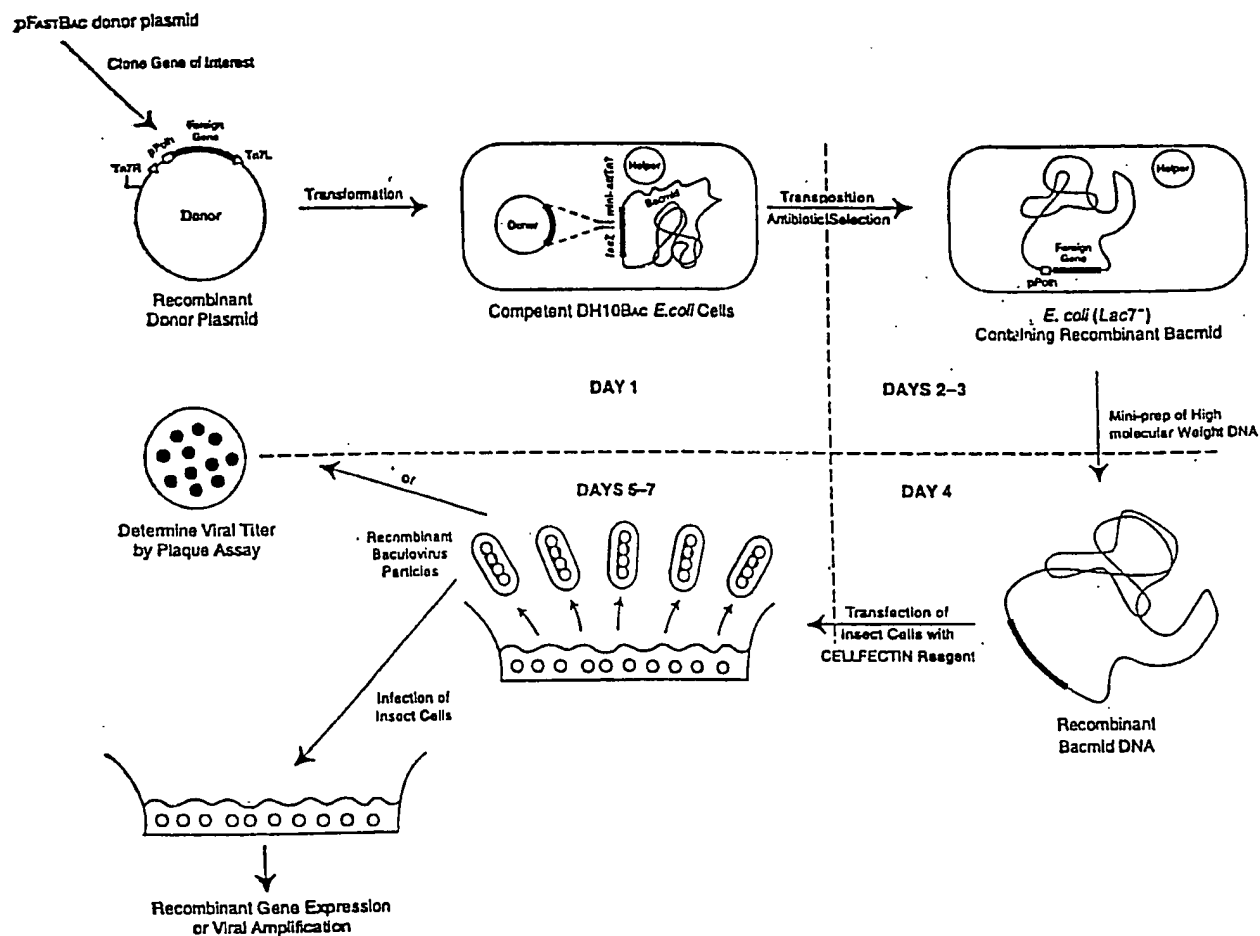 pFASTBAC donor plasmid
Clone Gene of Interest
Foreign
Gene
pPolh
Tn7R
Tn7L
Donor
Recombinant
Donor Plasmid
Transformation
Helper
Donor
lacZ
mini-attTn7
Bacmid
Competent DH10BAC E.coli Cells
Transposition
Antibiotic Selection
Helper
Foreign
Gene
pPolh
E. coli (Lac7⁻)
Containing Recombinant Bacmid
DAY 1
DAYS 2–3
Mini-prep of High
molecular Weight DNA
DAYS 5–7
DAY 4
or
Determine Viral Titer
by Plaque Assay
Recombinant
Baculovirus
Particles
Transfection of
Insect Cells with
CELLFECTIN Reagent
Recombinant
Bacmid DNA
Infection of
Insect Cells
Recombinant Gene Expression
or Viral Amplification